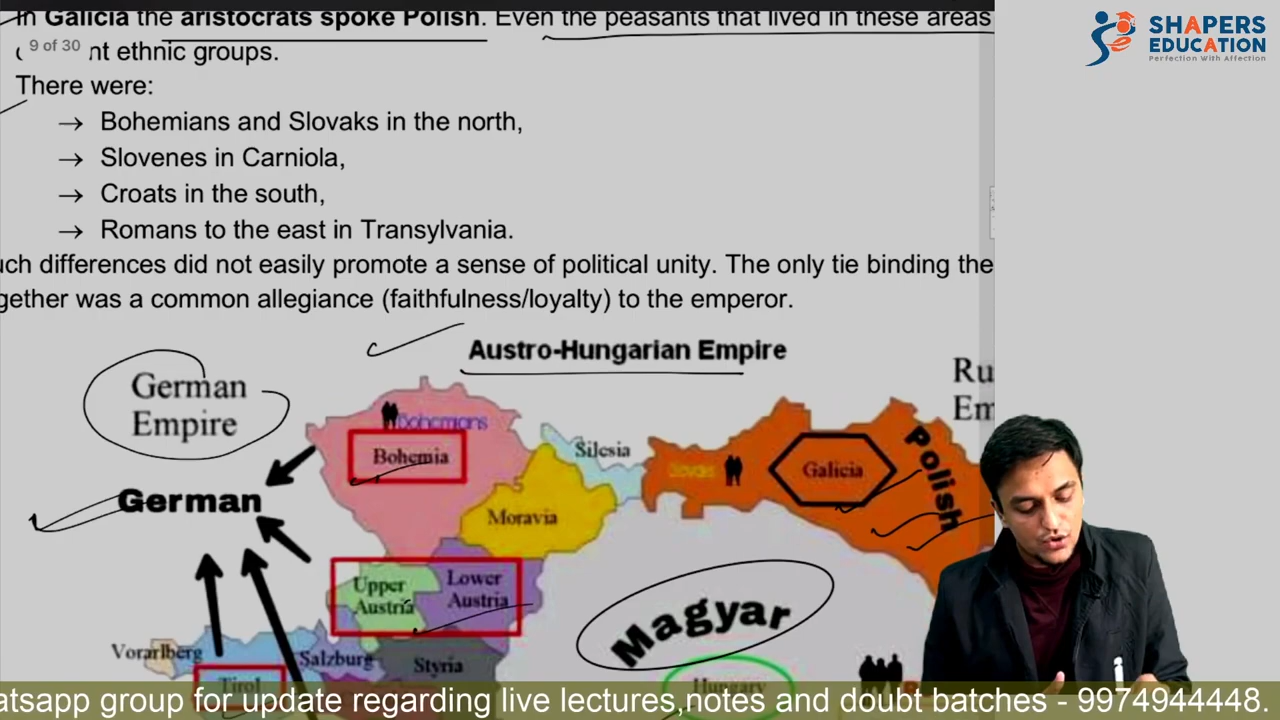 In Galicia the aristocrats spoke Polish. Even the peasants that lived in these areas
9 of 30
nt ethnic groups.
There were:
→ Bohemians and Slovaks in the north,
→ Slovenes in Carniola,
→ Croats in the south,
→ Romans to the east in Transylvania.
uch differences did not easily promote a sense of political unity. The only tie binding the
gether was a common allegiance (faithfulness/loyalty) to the emperor.
SHAPERS
EDUCATION
Perfection With Affection
Austro-Hungarian Empire
German
Empire
Ru
Em
Bohemians
Bohemia
Silesia
Slovaks
Galicia
Polish
German
Moravia
Upper
Austria
Lower
Austria
Magyar
Vorarlberg
Salzburg
Styria
Tirol
Hungary
atsapp group for update regarding live lectures,notes and doubt batches - 9974944448.